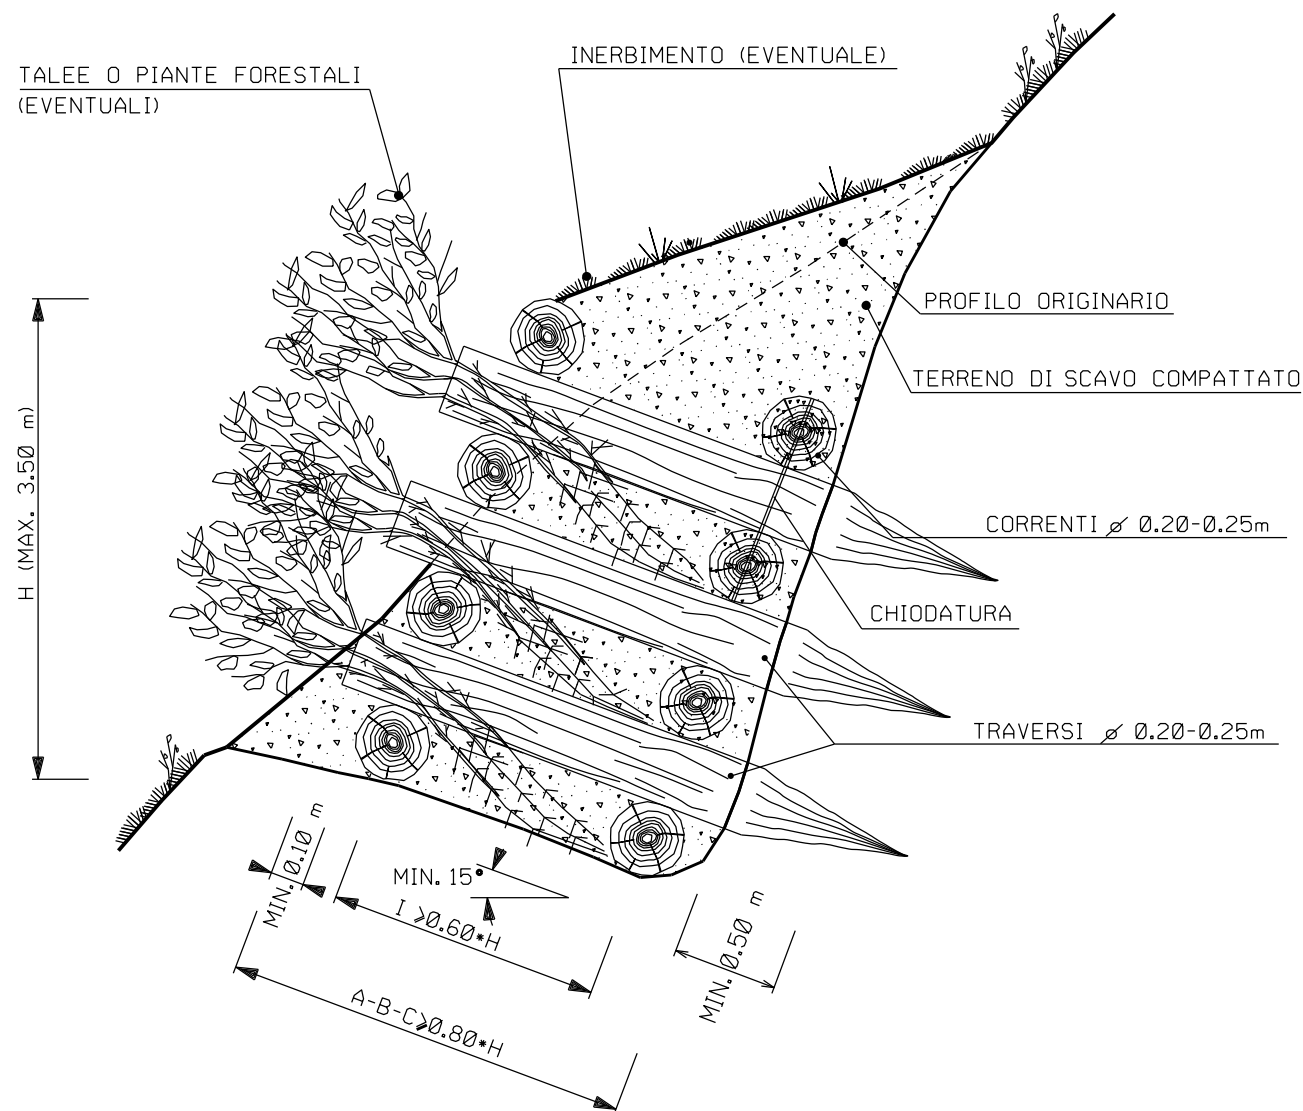 INERBIMENTO (EVENTUALE)
TALEE O PIANTE FORESTALI
(EVENTUALI)
PROFILO ORIGINARIO
TERRENO DI SCAVO COMPATTATO
H (MAX. 3.50 m)
CORRENTI ⌀ 0.20-0.25m
CHIODATURA
TRAVERSI ⌀ 0.20-0.25m
MIN. 0.10 m
MIN. 15°
I ⩾0.60*H
MIN. 0.50 m
A-B-C⩾0.80*H